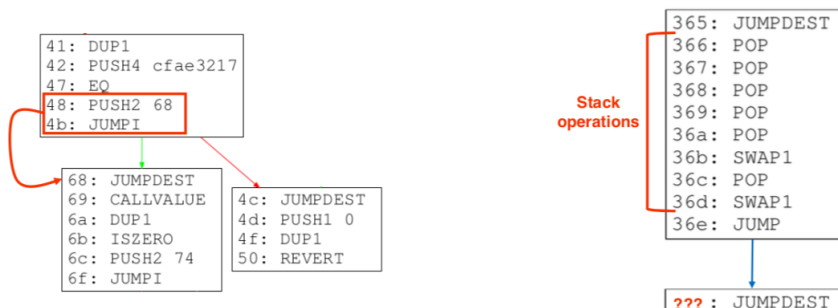 41: DUP1
42: PUSH4 cfae3217
47: EQ
48: PUSH2 68
4b: JUMPI
68: JUMPDEST
69: CALLVALUE
6a: DUP1
6b: ISZERO
6c: PUSH2 74
6f: JUMPI
4c: JUMPDEST
4d: PUSH1 0
4f: DUP1
50: REVERT
Stack
operations
365: JUMPDEST
366: POP
367: POP
368: POP
369: POP
36a: POP
36b: SWAP1
36c: POP
36d: SWAP1
36e: JUMP
???: JUMPDEST